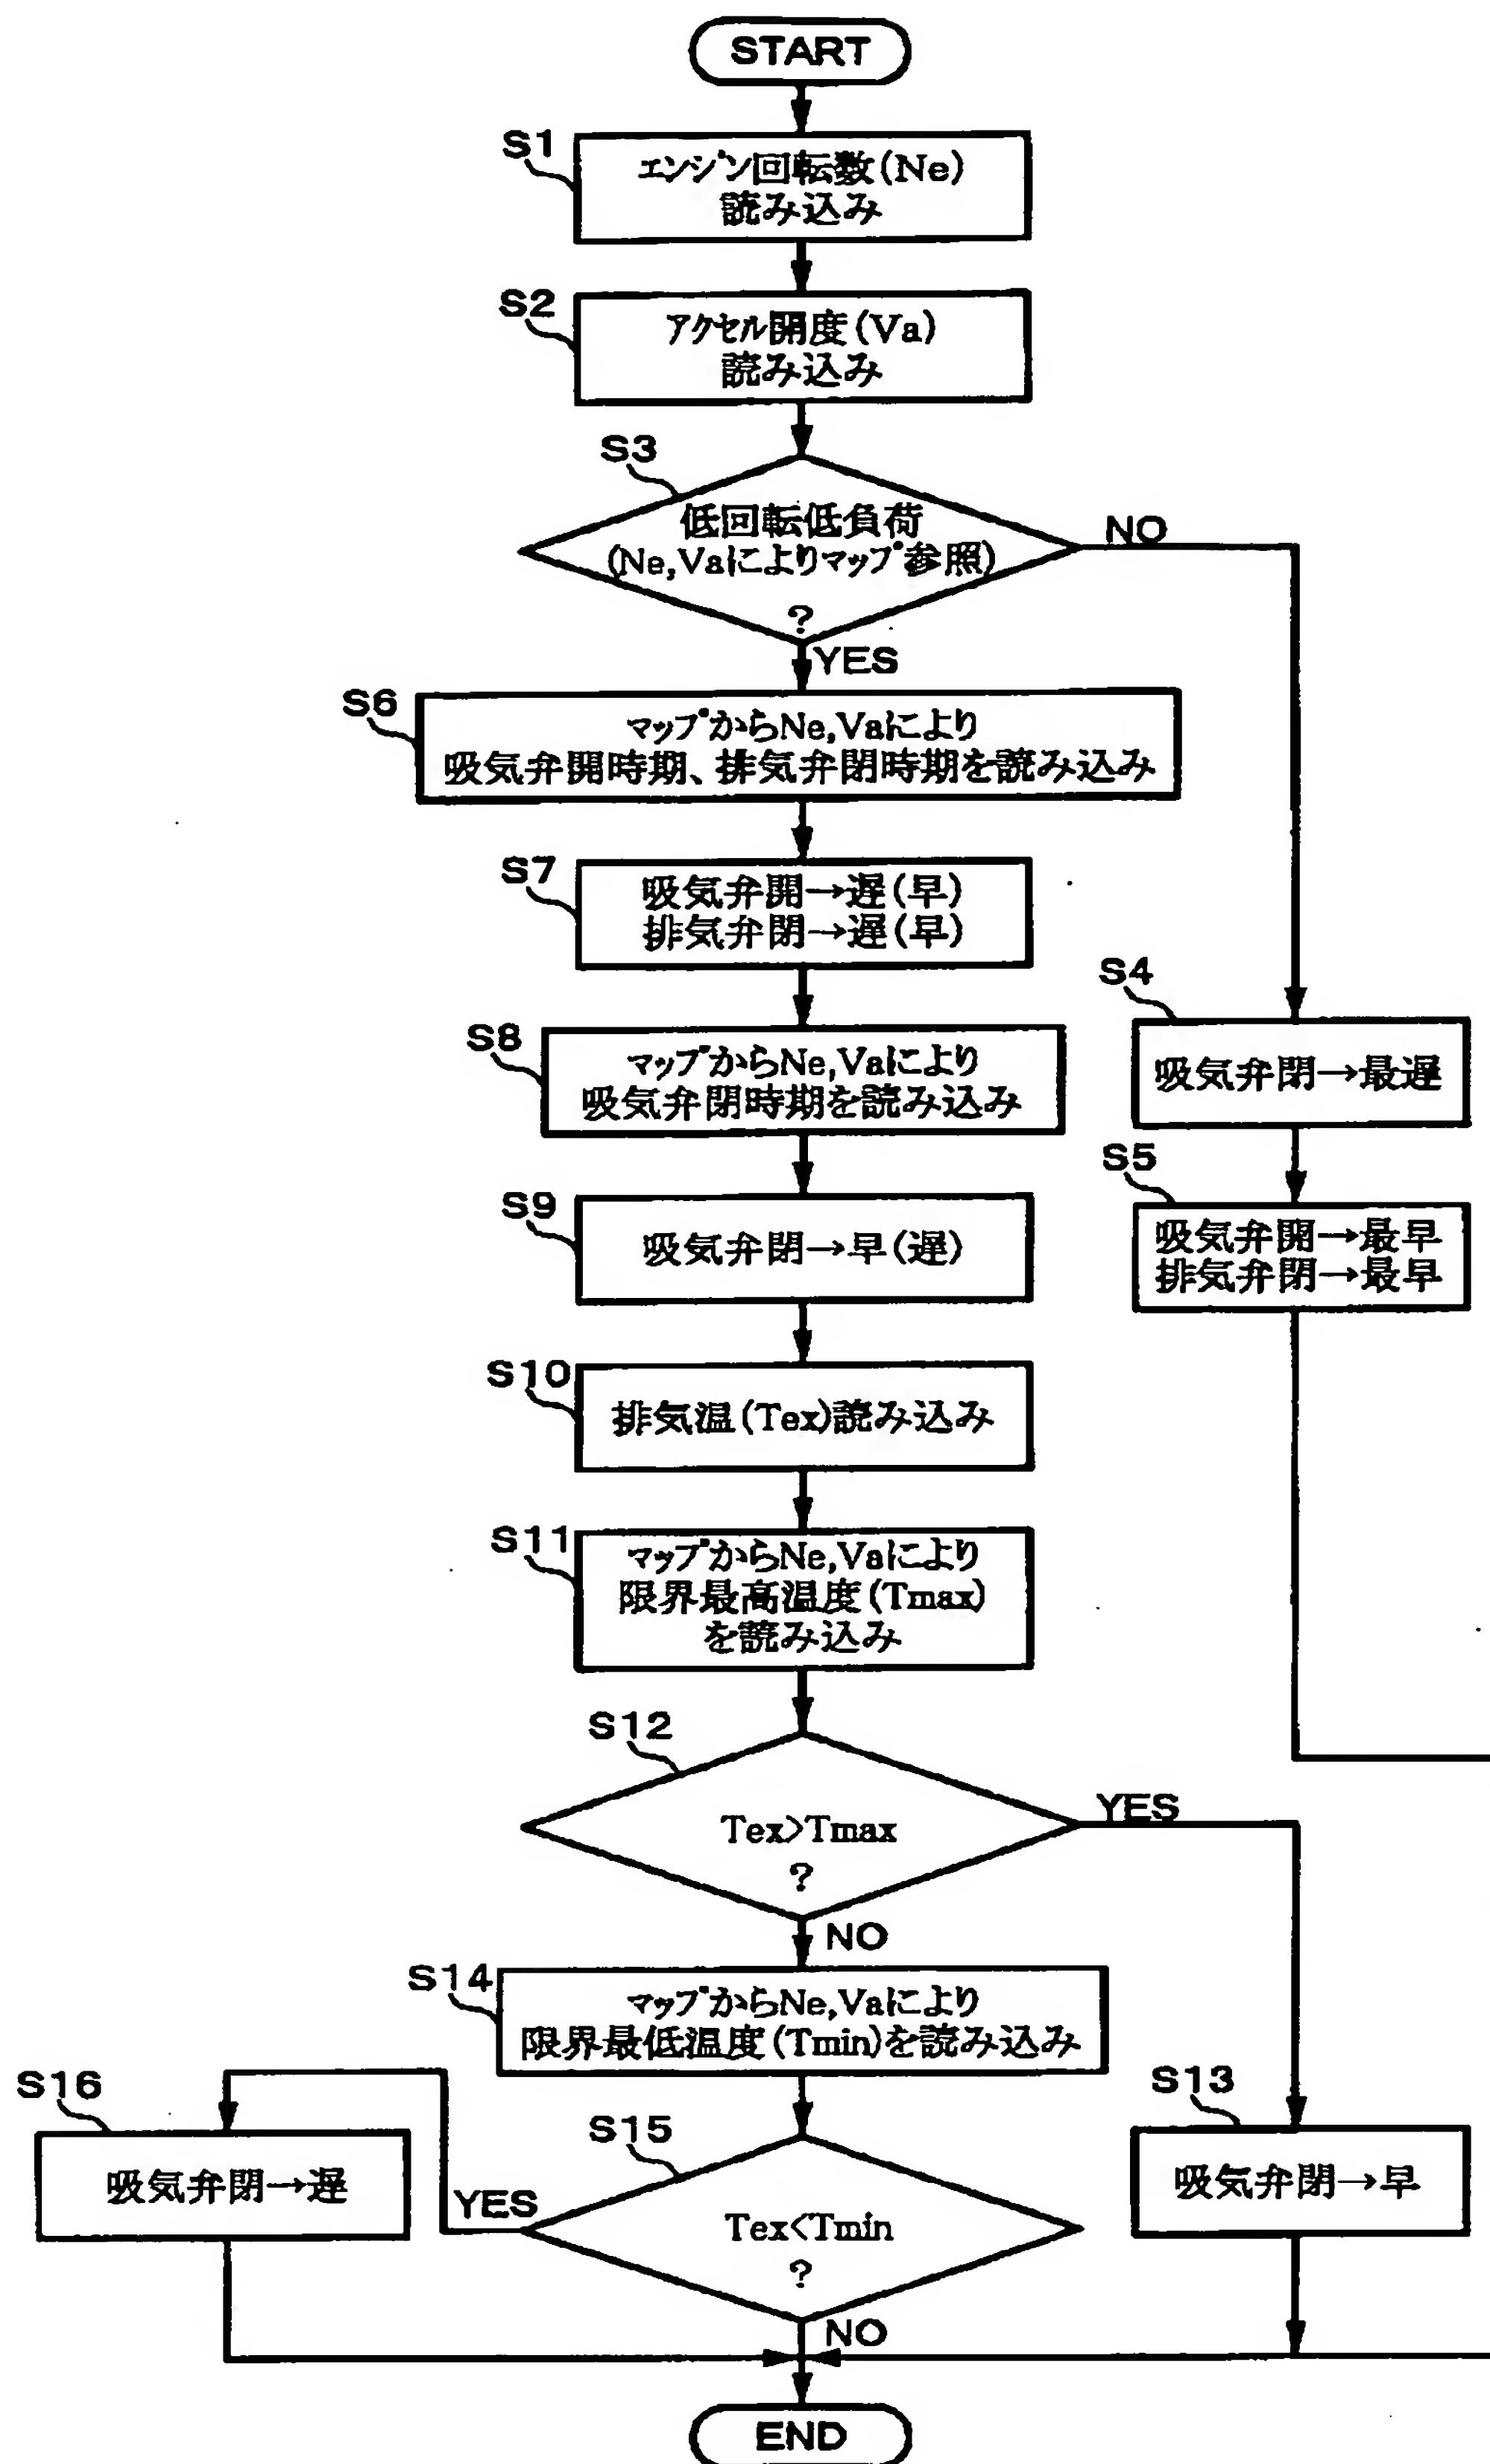 START
S1
エンジン回転数(Ne)
読み込み
S2
アクセル開度(Va)
読み込み
S3
低回転低負荷
(Ne,Vaによりマップ参照)
?
NO
YES
S6
マップからNe,Vaにより
吸気弁開時期、排気弁閉時期を読み込み
S7
吸気弁開→遅(早)
排気弁閉→遅(早)
S4
吸気弁閉→最遅
S8
マップからNe,Vaにより
吸気弁閉時期を読み込み
S5
吸気弁開→最早
排気弁閉→最早
S9
吸気弁閉→早(遅)
S10
排気温(Tex)読み込み
S11
マップからNe,Vaにより
限界最高温度(Tmax)
を読み込み
S12
Tex>Tmax
?
YES
NO
S14
マップからNe,Vaにより
限界最低温度(Tmin)を読み込み
S13
吸気弁閉→早
S16
吸気弁閉→遅
S15
YES
Tex<Tmin
?
NO
END